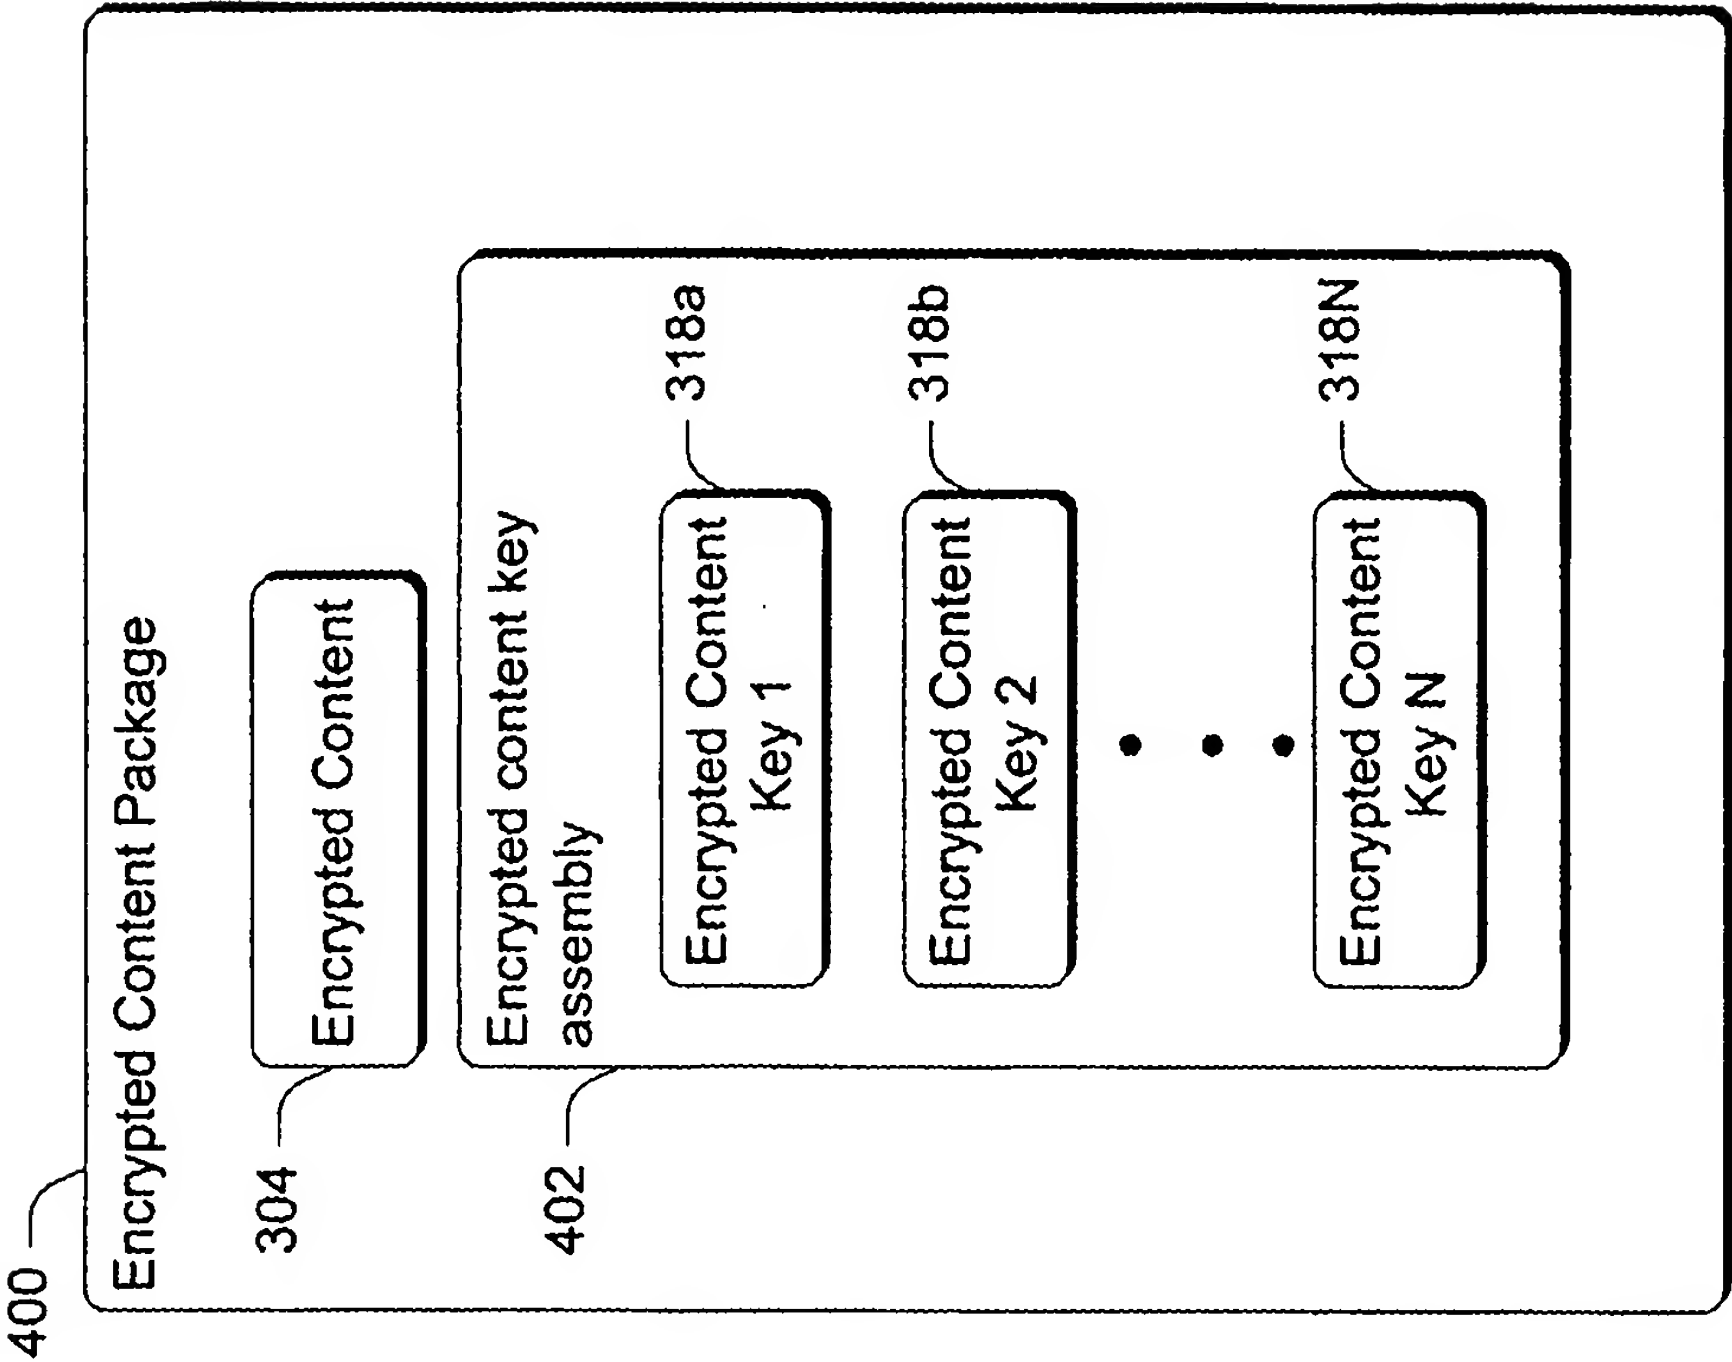 400
Encrypted Content Package
304
Encrypted Content
402
Encrypted content key
assembly
318a
Encrypted Content
Key 1
318b
Encrypted Content
Key 2
318N
Encrypted Content
Key N